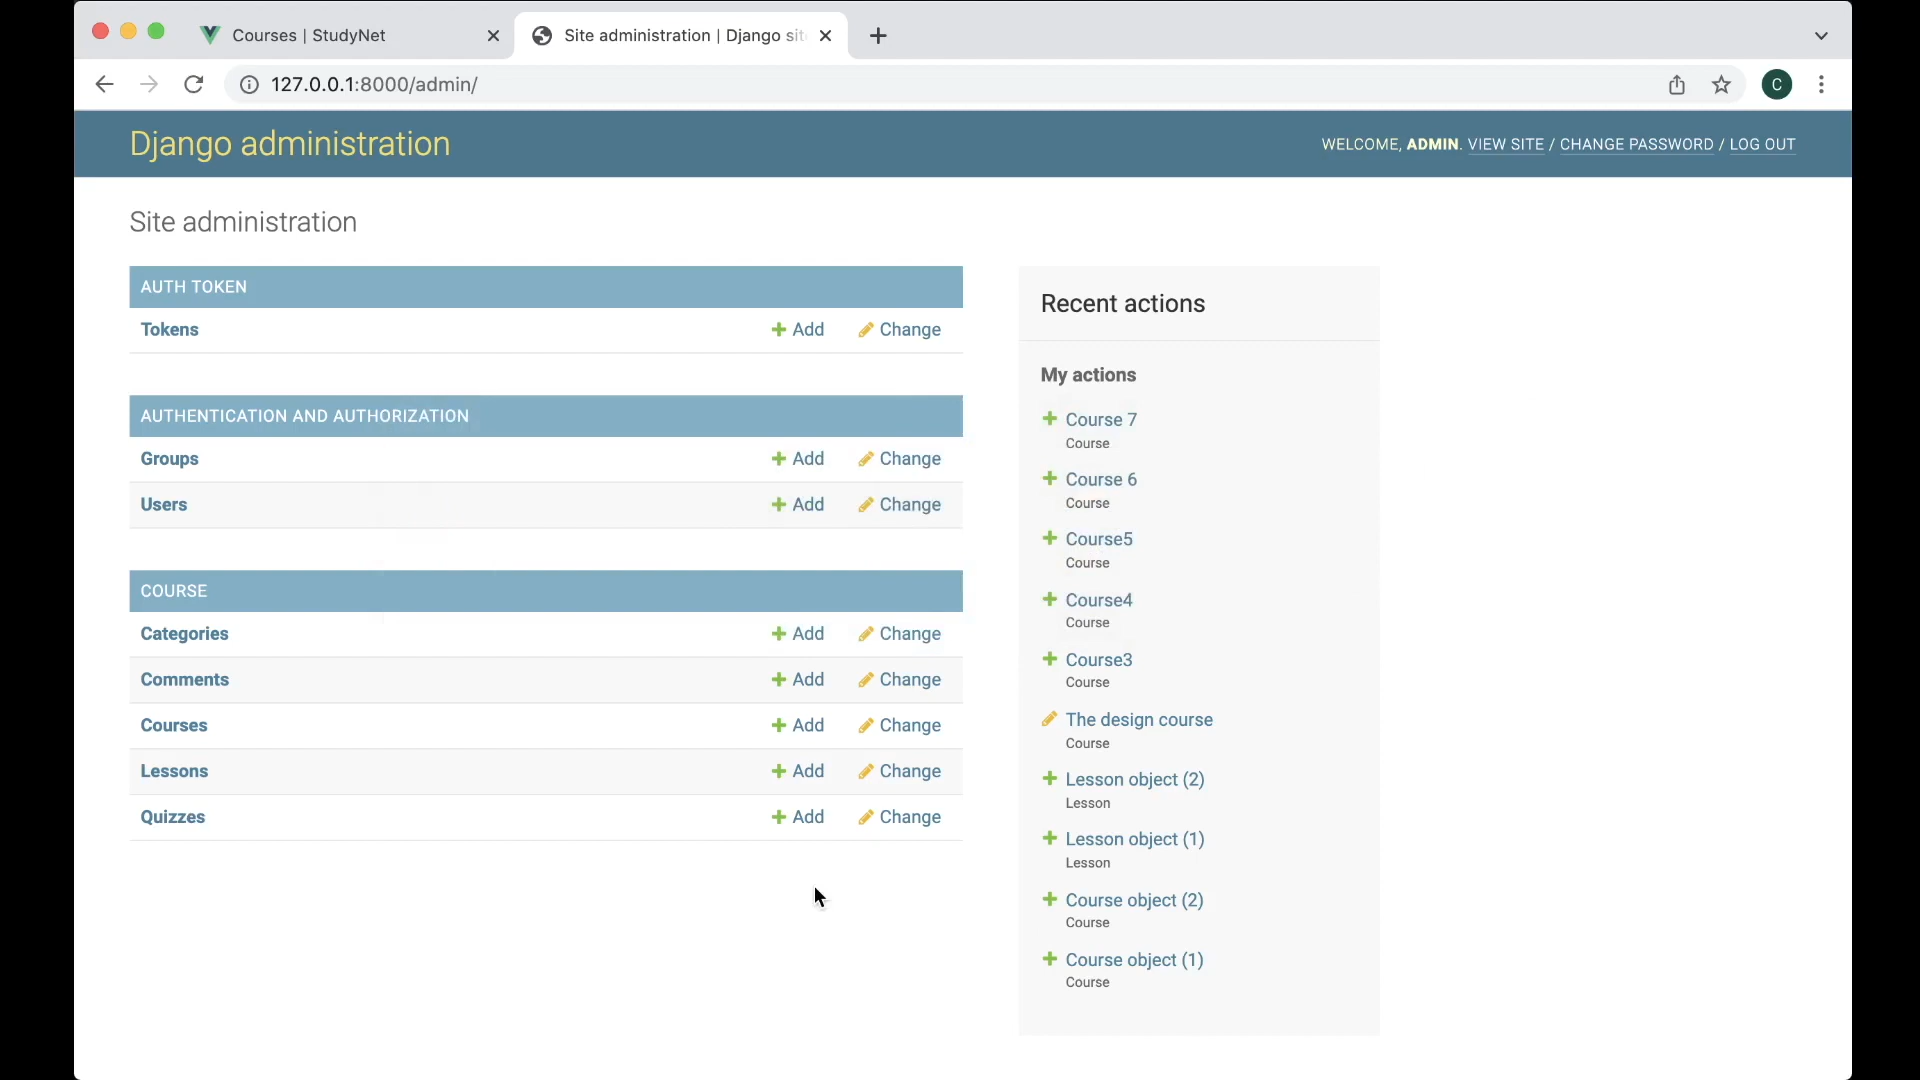 Courses | StudyNet
Site administration | Django sit
127.0.0.1:8000/admin/
C
Django administration
WELCOME, ADMIN. VIEW SITE / CHANGE PASSWORD / LOG OUT
Site administration
AUTH TOKEN
Tokens Add Change
AUTHENTICATION AND AUTHORIZATION
Groups Add Change
Users Add Change
COURSE
Categories Add Change
Comments Add Change
Courses Add Change
Lessons Add Change
Quizzes Add Change
Recent actions
My actions
Course 7
Course
Course 6
Course
Course5
Course
Course4
Course
Course3
Course
The design course
Course
Lesson object (2)
Lesson
Lesson object (1)
Lesson
Course object (2)
Course
Course object (1)
Course